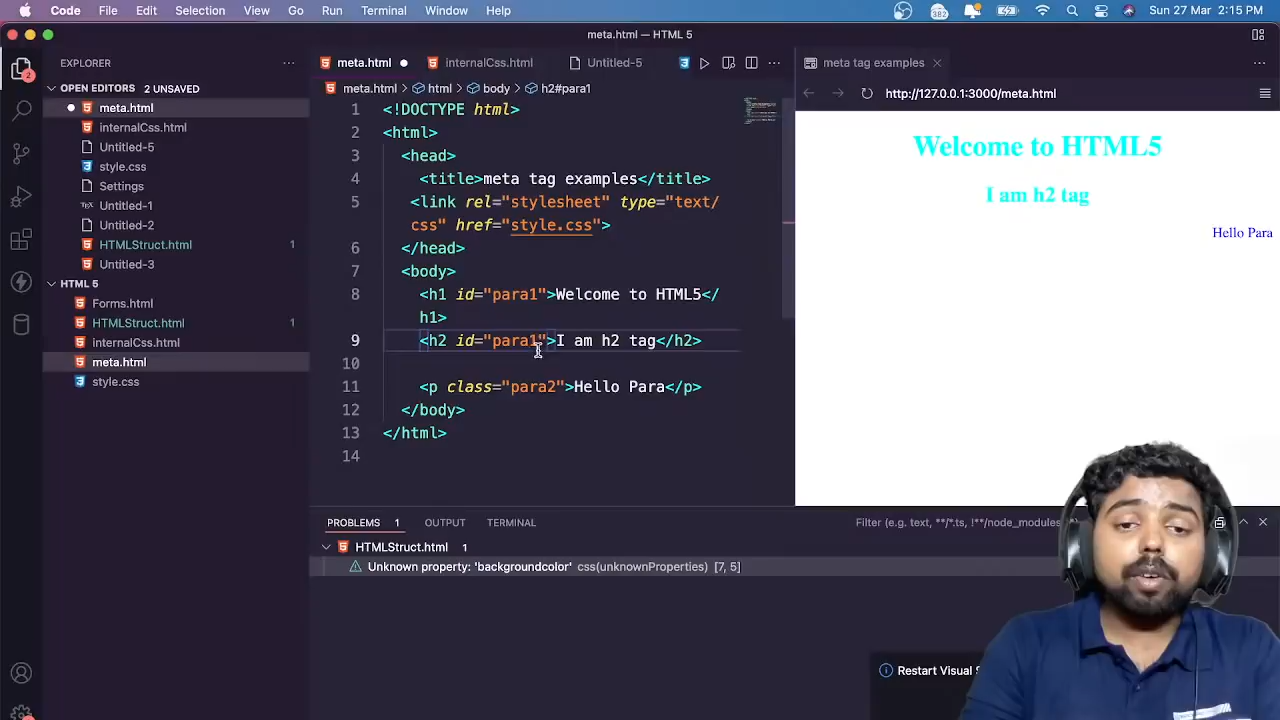 Code File Edit Selection View Go Run Terminal Window Help 382 Sun 27 Mar 2:15 PM
meta.html — HTML 5
EXPLORER
OPEN EDITORS 2 UNSAVED
meta.html
internalCss.html
Untitled-5
style.css
Settings
Untitled-1
Untitled-2
HTMLStruct.html 1
Untitled-3
HTML 5
Forms.html
HTMLStruct.html 1
internalCss.html
meta.html
style.css
2
meta.html internalCss.html Untitled-5
meta.html html body h2#para1
1 <!DOCTYPE html>
2 <html>
3 <head>
4 <title>meta tag examples</title>
5 <link rel="stylesheet" type="text/
css" href="style.css">
6 </head>
7 <body>
8 <h1 id="para1">Welcome to HTML5</
h1>
9 <h2 id="para1">I am h2 tag</h2>
10
11 <p class="para2">Hello Para</p>
12 </body>
13 </html>
14
meta tag examples
http://127.0.0.1:3000/meta.html
Welcome to HTML5
I am h2 tag
Hello Para
PROBLEMS 1 OUTPUT TERMINAL Filter (e.g. text, **/*.ts, !**/node_modules
HTMLStruct.html 1
Unknown property: 'backgroundcolor' css(unknownProperties) [7, 5]
Restart Visual S